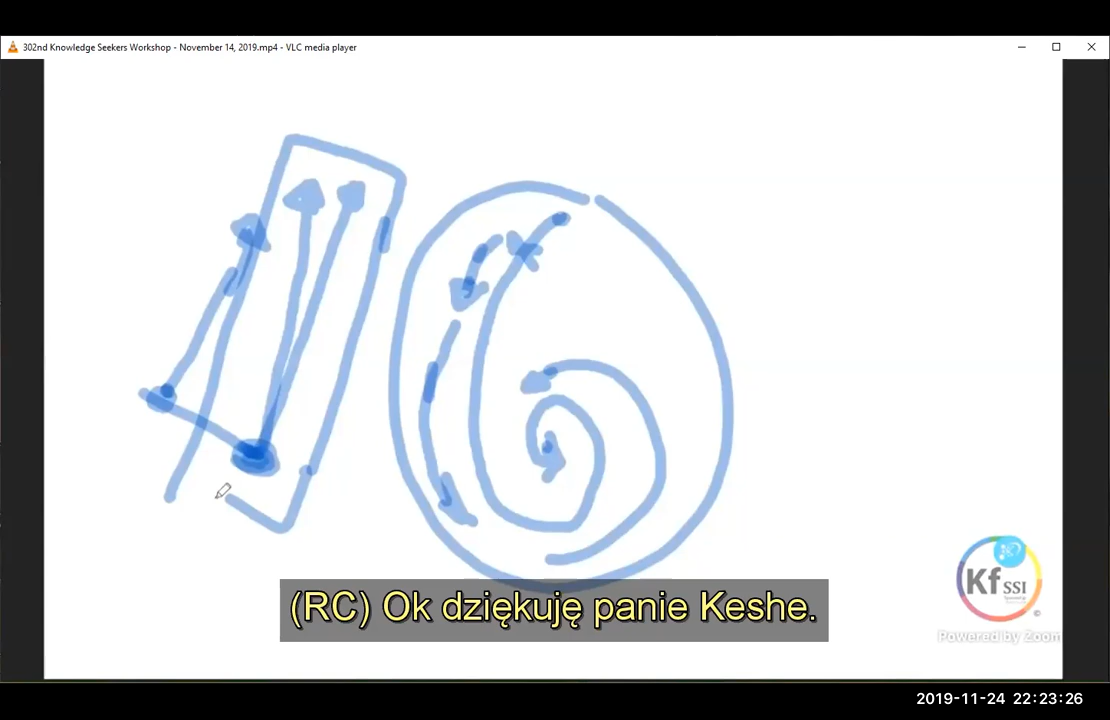 302nd Knowledge Seekers Workshop - November 14, 2019.mp4 - VLC media player
Kf SSI
©
Powered by Zoom
(RC) Ok dziękuję panie Keshe.
2019-11-24 22:23:26